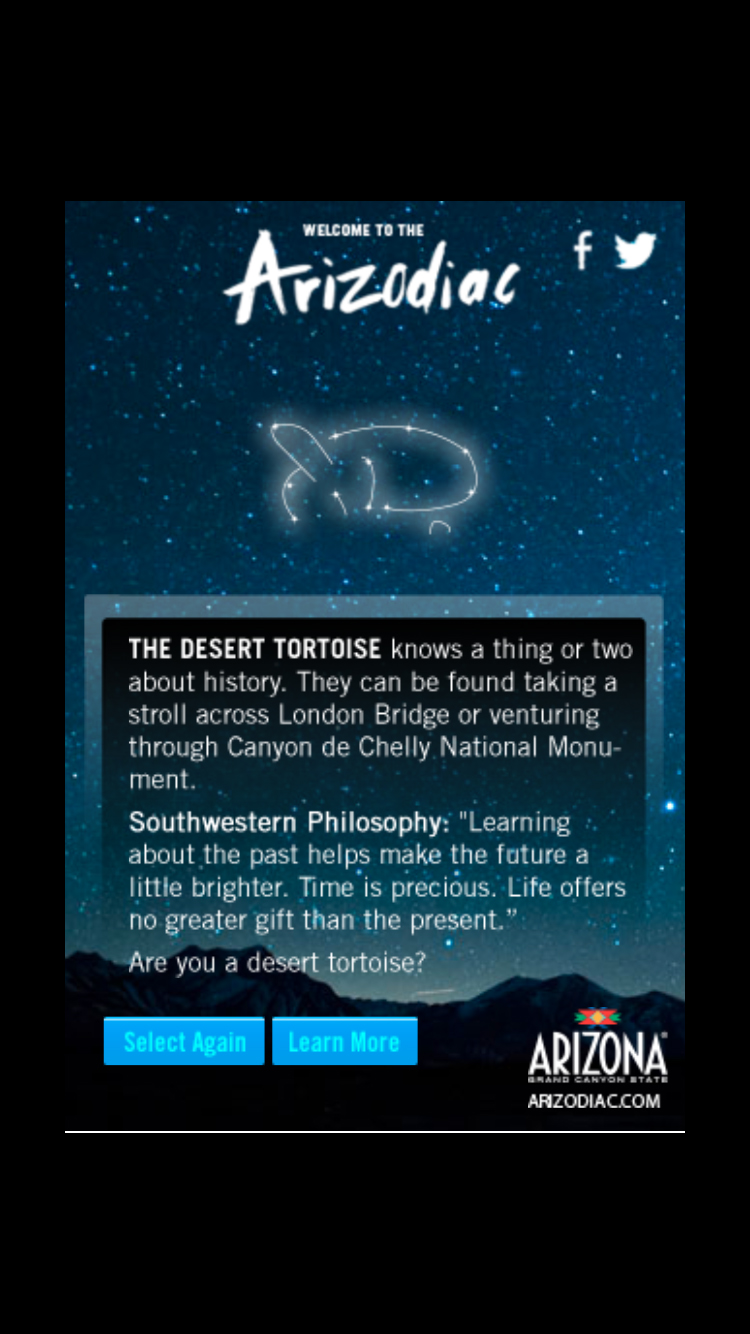 WELCOME TO THE
Arizodiac
f
THE DESERT TORTOISE knows a thing or two
about history. They can be found taking a
stroll across London Bridge or venturing
through Canyon de Chelly National Monu-
ment.
Southwestern Philosophy: "Learning
about the past helps make the future a
little brighter. Time is precious. Life offers
no greater gift than the present.”
Are you a desert tortoise?
Select Again Learn More
ARIZONA®
GRAND CANYON STATE
ARIZODIAC.COM